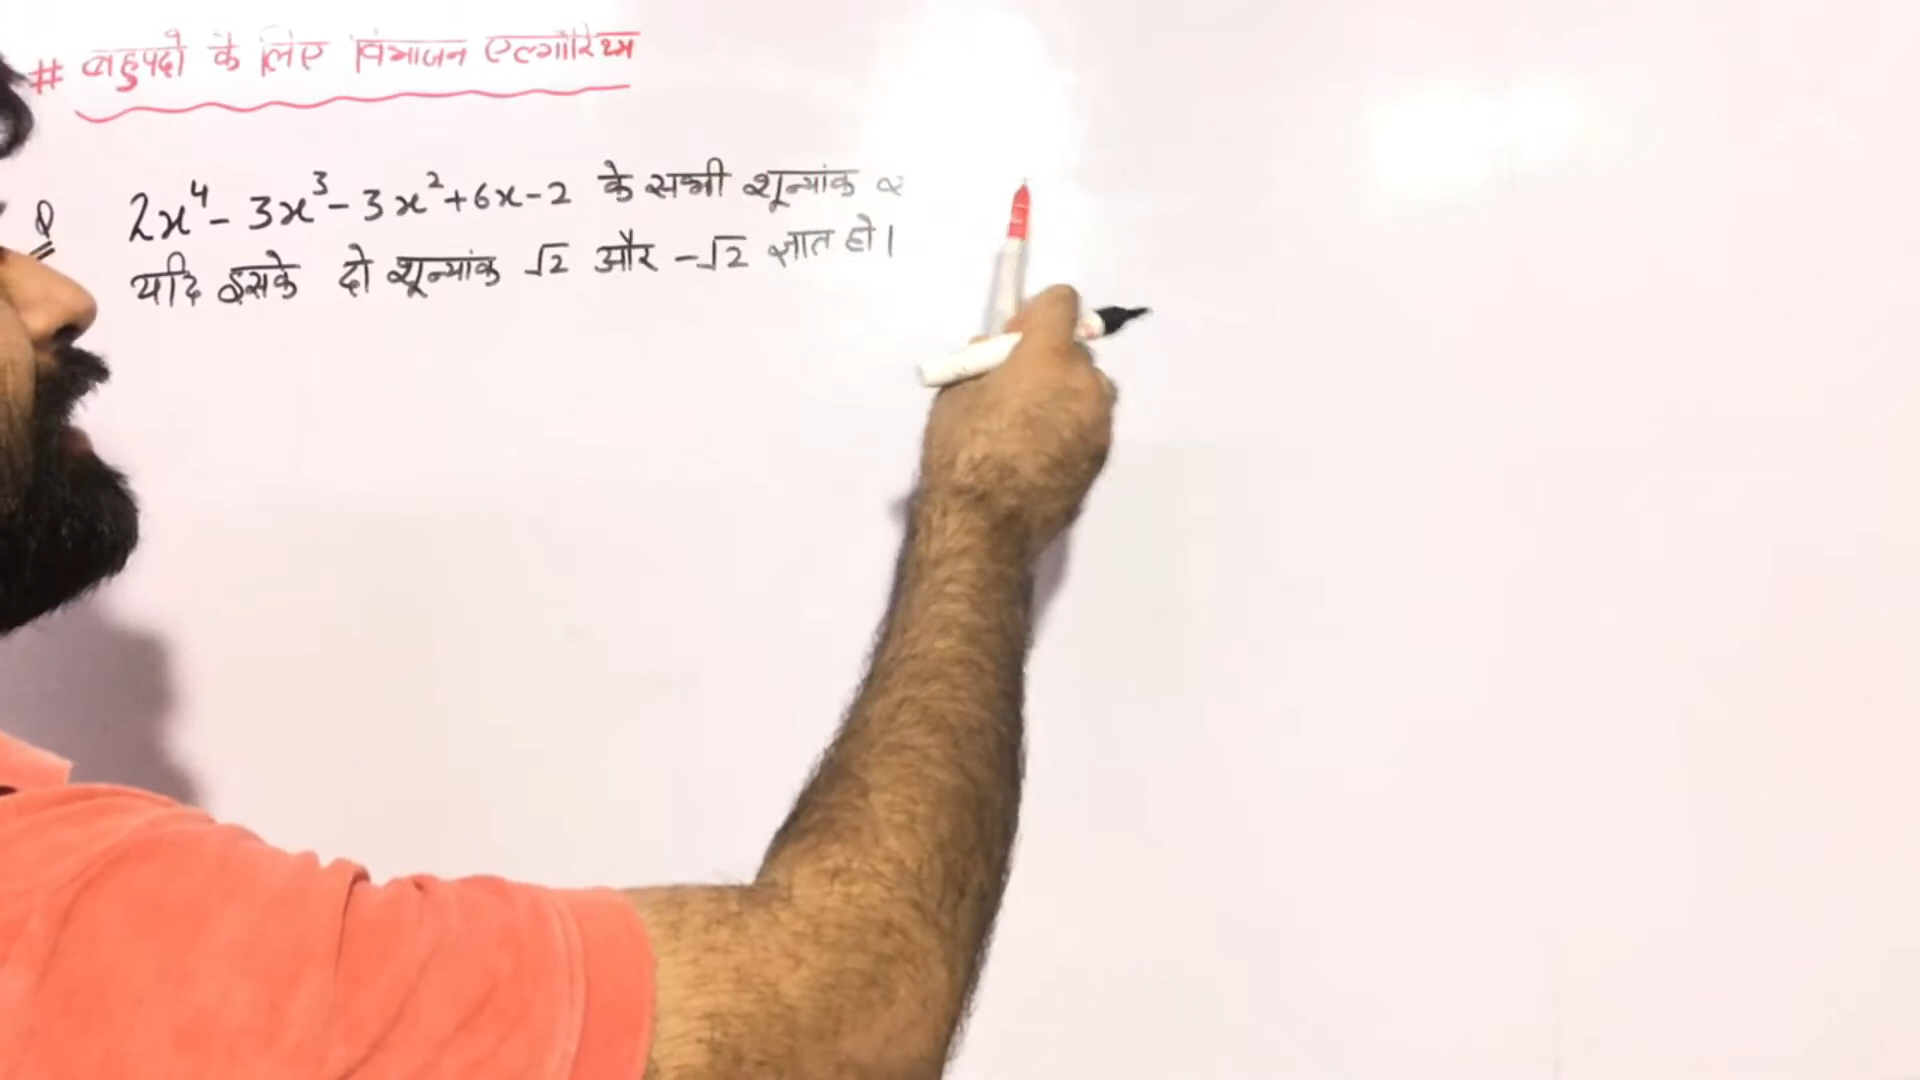 # बहुपदो के लिए विभाजन एल्गोरिथ्म
Q 2x⁴ - 3x³ - 3x² + 6x - 2 के सभी शून्यांक
यदि इसके दो शून्यांक √2 और -√2 ज्ञात हो।